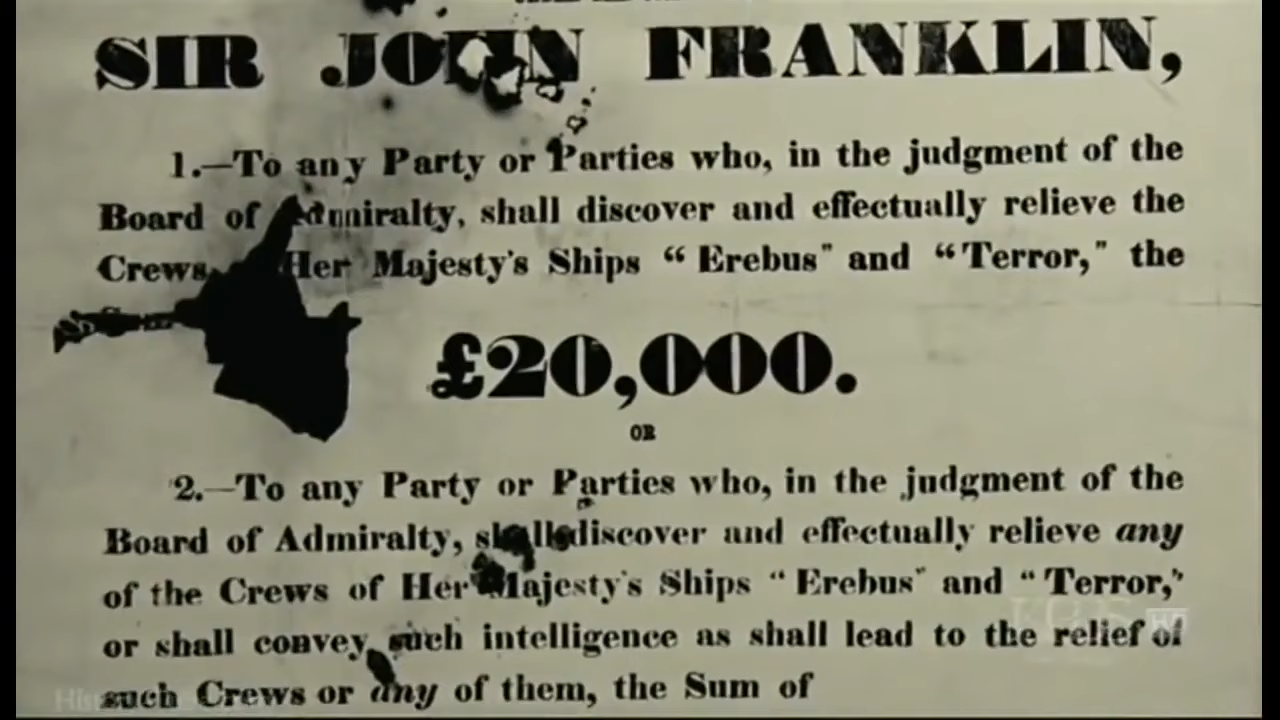 SIR JOHN FRANKLIN,
1.—To any Party or Parties who, in the judgment of the
Board of Admiralty, shall discover and effectually relieve the
Crews Her Majesty's Ships “Erebus” and “Terror,” the
£20,000.
OR
2.—To any Party or Parties who, in the judgment of the
Board of Admiralty, shall discover and effectually relieve any
of the Crews of Her Majesty's Ships “Erebus” and “Terror,”
or shall convey such intelligence as shall lead to the relief of
such Crews or any of them, the Sum of
KPBS HD